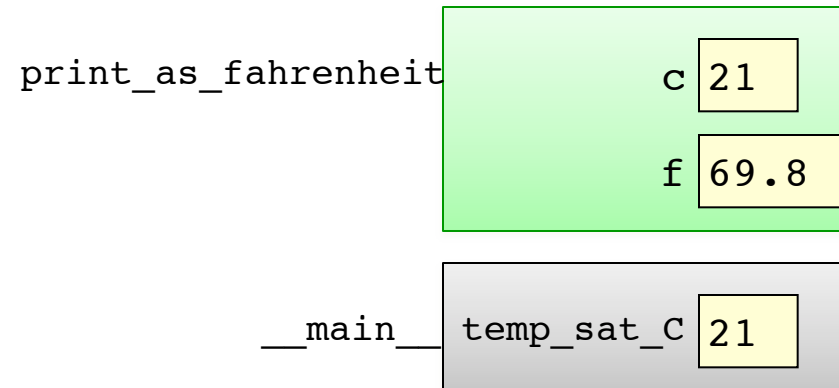 print_as_fahrenheit c 21
f 69.8
__main__ temp_sat_C 21